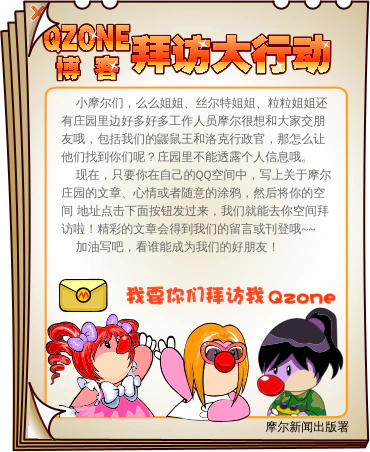 QZONE
博客 拜访大行动
小摩尔们，么么姐姐、丝尔特姐姐、粒粒姐姐还
有庄园里边好多好多工作人员摩尔很想和大家交朋
友哦，包括我们的鼹鼠王和洛克行政官，那怎么让
他们找到你们呢？庄园里不能透露个人信息哦。
现在，只要你在自己的QQ空间中，写上关于摩尔
庄园的文章、心情或者随意的涂鸦，然后将你的空
间 地址点击下面按钮发过来，我们就能去你空间拜
访啦！精彩的文章会得到我们的留言或刊登哦~~
加油写吧，看谁能成为我们的好朋友！
我要你们拜访我 Qzone
摩尔新闻出版署